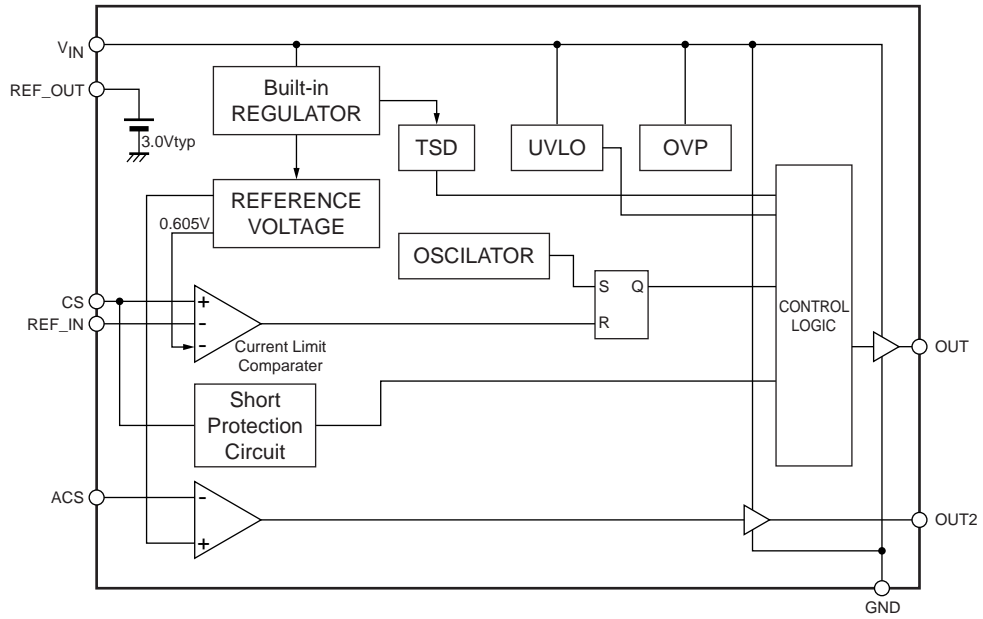 VIN
REF_OUT
3.0Vtyp
Built-in
REGULATOR
TSD
UVLO
OVP
REFERENCE
VOLTAGE
0.605V
OSCILATOR
S Q
R
CONTROL
LOGIC
CS
REF_IN
+
-
-
Current Limit
Comparater
OUT
Short
Protection
Circuit
ACS
-
+
OUT2
GND